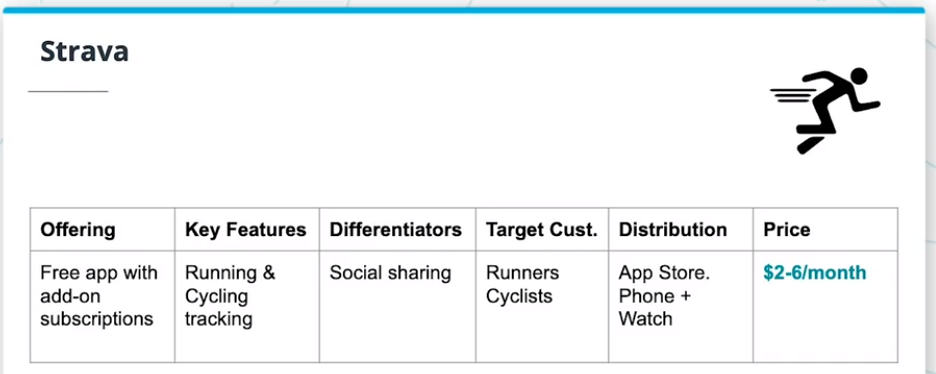 Strava
Offering Key Features Differentiators Target Cust. Distribution Price
Free app with add-on subscriptions
Running & Cycling tracking
Social sharing
Runners Cyclists
App Store. Phone + Watch
$2-6/month